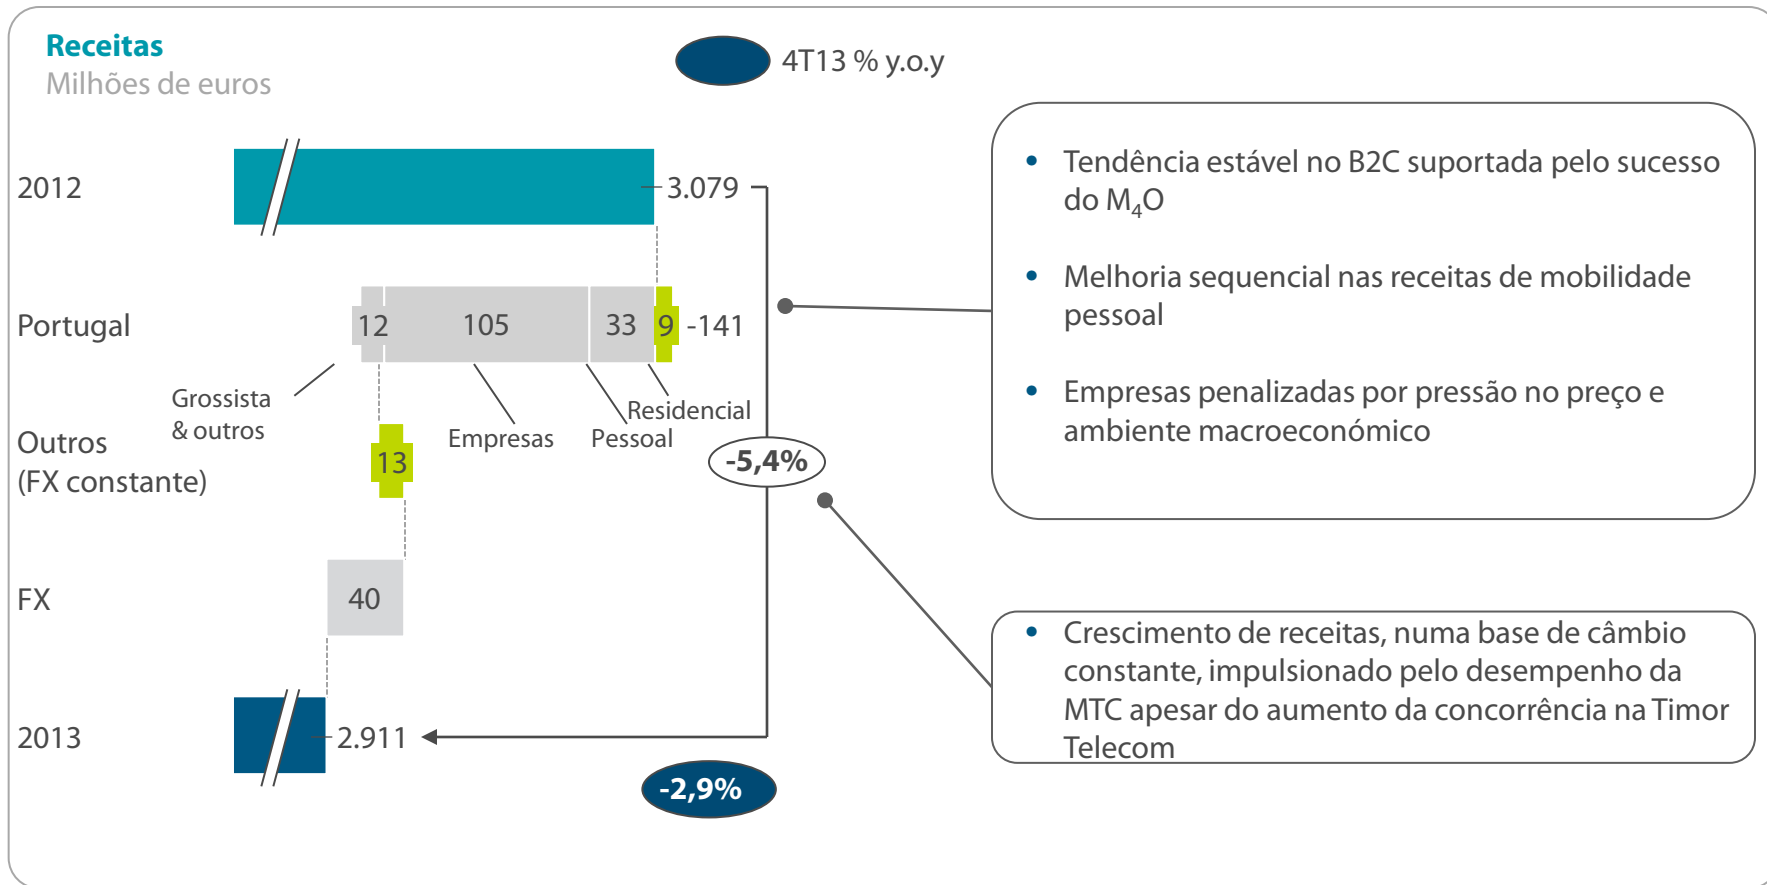 Receitas
Milhões de euros
4T13 % y.o.y
2012
3.079
Portugal
12
105
33
9
-141
Grossista
& outros
Empresas
Pessoal
Residencial
Outros
(FX constante)
13
-5,4%
FX
40
2013
2.911
-2,9%
• Tendência estável no B2C suportada pelo sucesso
do M₄O
• Melhoria sequencial nas receitas de mobilidade
pessoal
• Empresas penalizadas por pressão no preço e
ambiente macroeconómico
• Crescimento de receitas, numa base de câmbio
constante, impulsionado pelo desempenho da
MTC apesar do aumento da concorrência na Timor
Telecom